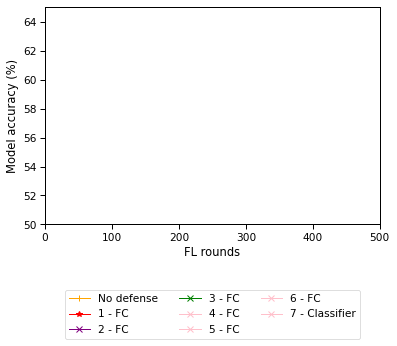 64
62
60
58
56
54
52
50
Model accuracy (%)
0 100 200 300 400 500
FL rounds
No defense
1 - FC
2 - FC
3 - FC
4 - FC
5 - FC
6 - FC
7 - Classifier